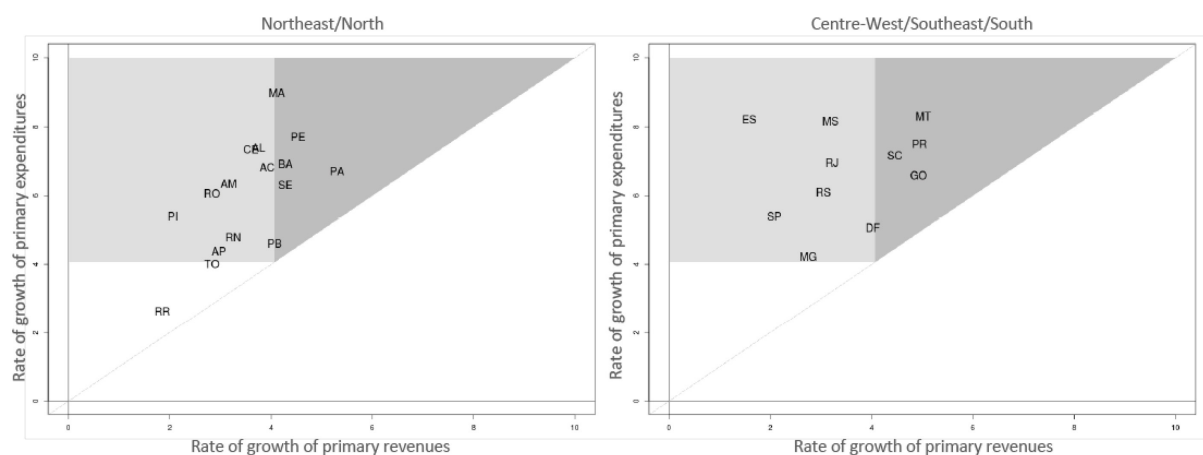 Northeast/North
Rate of growth of primary expenditures
10
8
6
4
2
0
MA
PE
CE AL
BA
AC
PA
AM
SE
RO
PI
RN
PB
AP
TO
RR
0 2 4 6 8 10
Rate of growth of primary revenues
Centre-West/Southeast/South
Rate of growth of primary expenditures
10
8
6
4
2
0
ES
MS
MT
PR
SC
RJ
GO
RS
SP
DF
MG
0 2 4 6 8 10
Rate of growth of primary revenues